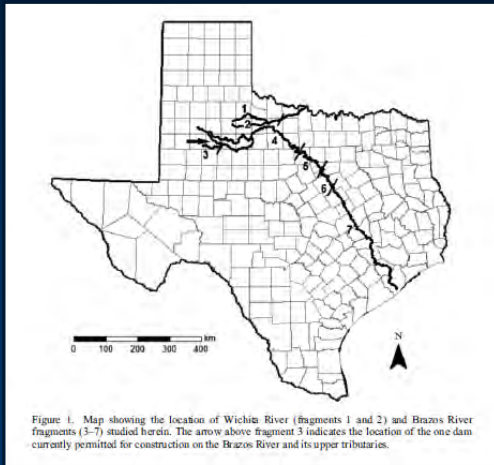 1
2
3
4
5
6
7
km
0 100 200 300 400
N
Figure 1. Map showing the location of Wichita River (fragments 1 and 2) and Brazos River
fragments (3–7) studied herein. The arrow above fragment 3 indicates the location of the one dam
currently permitted for construction on the Brazos River and its upper tributaries.